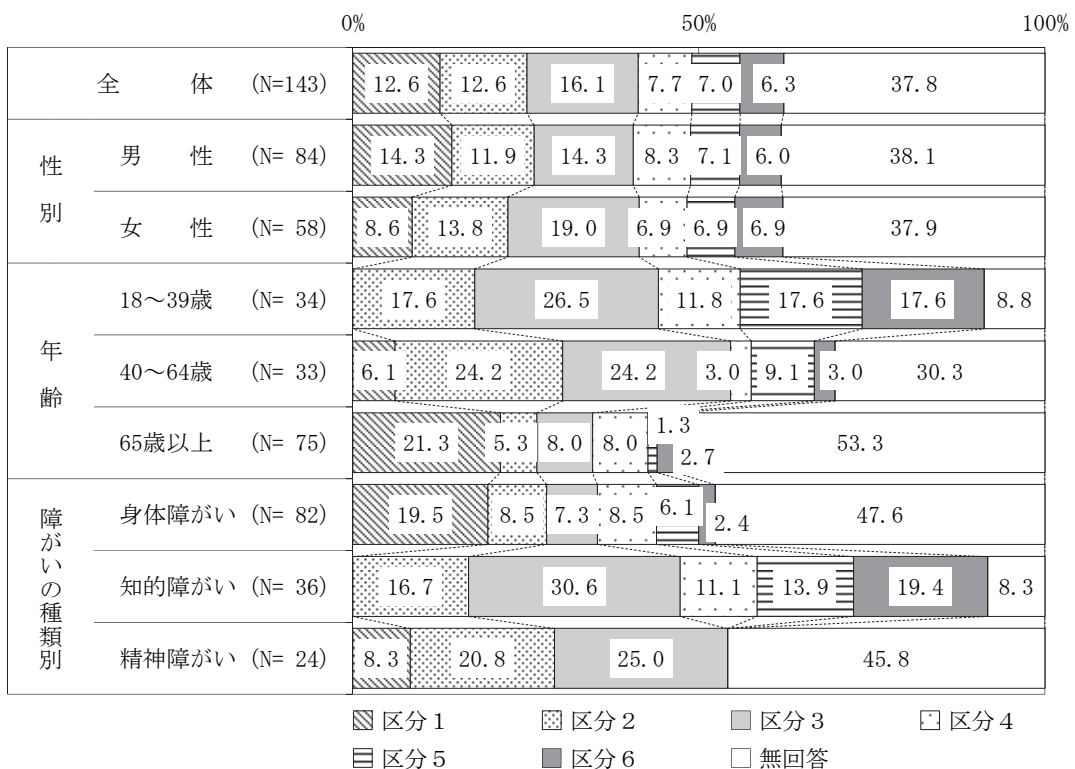 0% 50% 100%
全 体 (N=143) 12.6 12.6 16.1 7.7 7.0 6.3 37.8
性別
男 性 (N= 84) 14.3 11.9 14.3 8.3 7.1 6.0 38.1
女 性 (N= 58) 8.6 13.8 19.0 6.9 6.9 6.9 37.9
年齢
18～39歳 (N= 34) 17.6 26.5 11.8 17.6 17.6 8.8
40～64歳 (N= 33) 6.1 24.2 24.2 3.0 9.1 3.0 30.3
65歳以上 (N= 75) 21.3 5.3 8.0 8.0 1.3 2.7 53.3
障がいの種類別
身体障がい (N= 82) 19.5 8.5 7.3 8.5 6.1 2.4 47.6
知的障がい (N= 36) 16.7 30.6 11.1 13.9 19.4 8.3
精神障がい (N= 24) 8.3 20.8 25.0 45.8
区分1 区分2 区分3 区分4
区分5 区分6 無回答